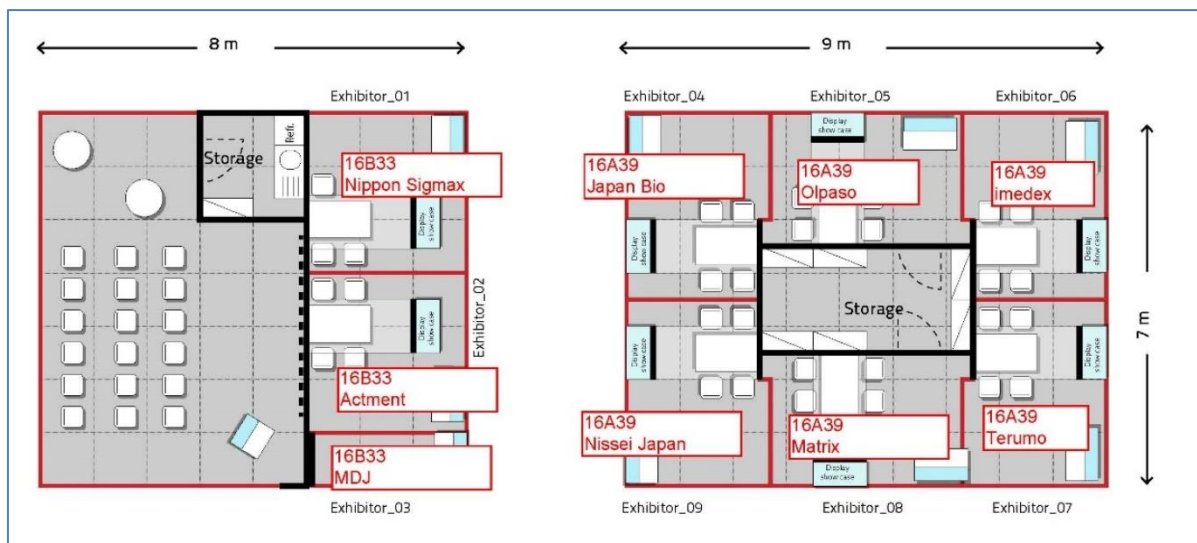 8 m
9 m
Exhibitor_01
Exhibitor_04
Exhibitor_05
Exhibitor_06
Storage
Refi.
16B33
Nippon Sigmax
Display
show case
Display
show case
16B33
Actment
Exhibitor_02
16B33
MDJ
Exhibitor_03
Display
show case
16A39
Japan Bio
16A39
Olpaso
16A39
imedex
Display
show case
Display
show case
7 m
Storage
Display
show case
Display
show case
16A39
Nissei Japan
16A39
Matrix
16A39
Terumo
Display
show case
Exhibitor_09
Exhibitor_08
Exhibitor_07